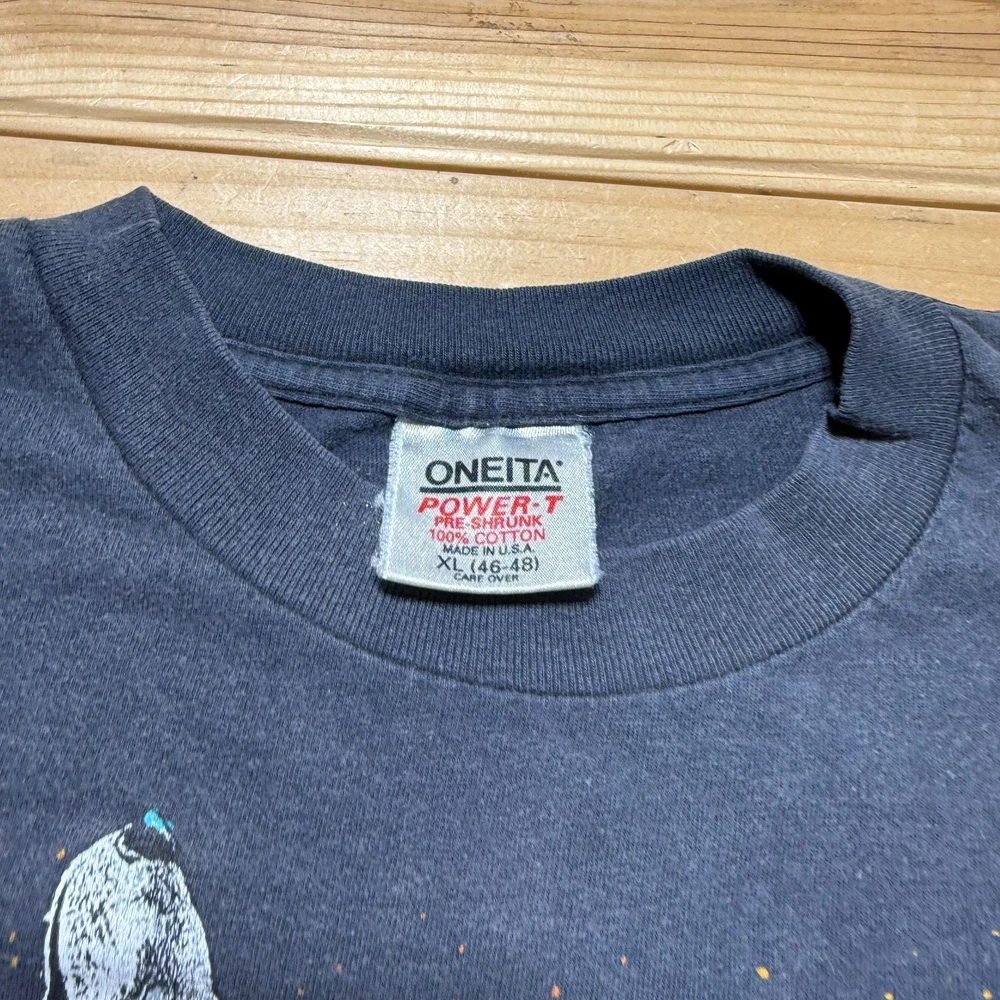 ONEITA
POWER-T
PRE-SHRUNK
100% COTTON
MADE IN U.S.A.
XL (46-48)
CARE OVER